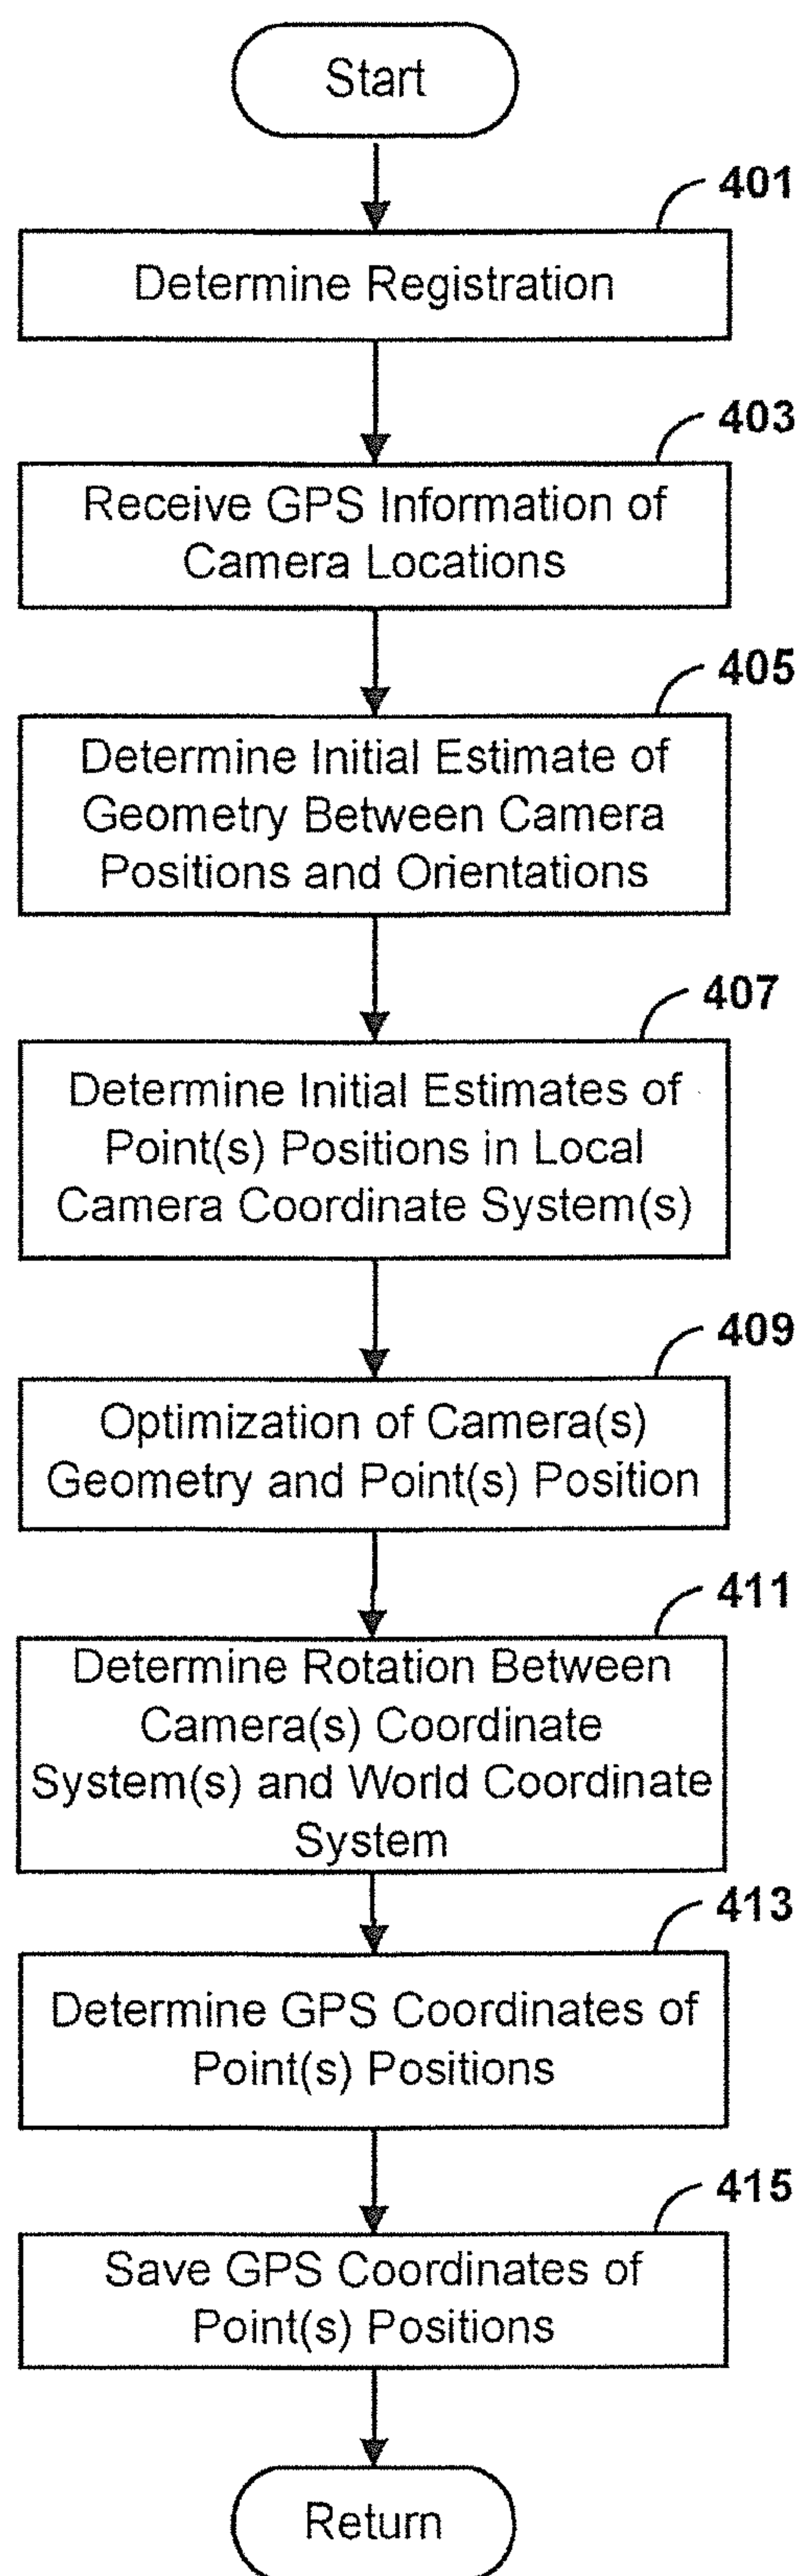 Start
401
Determine Registration
403
Receive GPS Information of
Camera Locations
405
Determine Initial Estimate of
Geometry Between Camera
Positions and Orientations
407
Determine Initial Estimates of
Point(s) Positions in Local
Camera Coordinate System(s)
409
Optimization of Camera(s)
Geometry and Point(s) Position
411
Determine Rotation Between
Camera(s) Coordinate
System(s) and World Coordinate
System
413
Determine GPS Coordinates of
Point(s) Positions
415
Save GPS Coordinates of
Point(s) Positions
Return